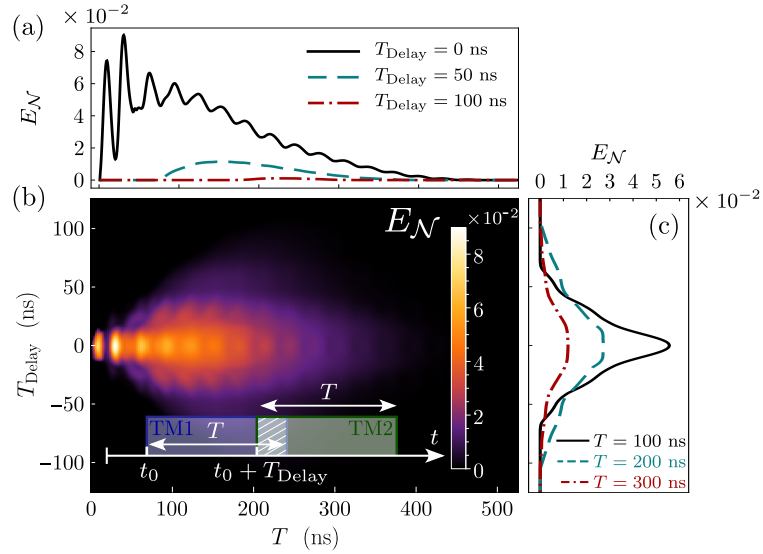 (a)
× 10⁻²
8
6
4
2
0
E_𝒩
T_Delay = 0 ns
T_Delay = 50 ns
T_Delay = 100 ns
(b)
E_𝒩
×10⁻²
8
6
4
2
0
100
50
0
−50
−100
T_Delay (ns)
T
TM1
T
TM2
t
t₀
t₀ + T_Delay
0 100 200 300 400 500
T (ns)
E_𝒩
0 1 2 3 4 5 6
× 10⁻²
(c)
T = 100 ns
T = 200 ns
T = 300 ns